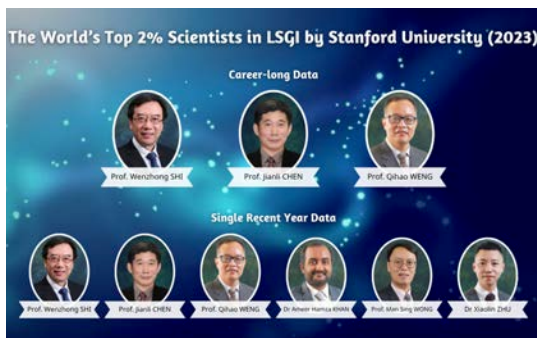 The World's Top 2% Scientists in LSGI by Stanford University (2023)
Career-long Data
Prof. Wenzhong SHI
Prof. Jianli CHEN
Prof. Qihao WENG
Single Recent Year Data
Prof. Wenzhong SHI
Prof. Jianli CHEN
Prof. Qihao WENG
Dr Ameer Hamza KHAN
Prof. Man Sing WONG
Dr Xiaolin ZHU